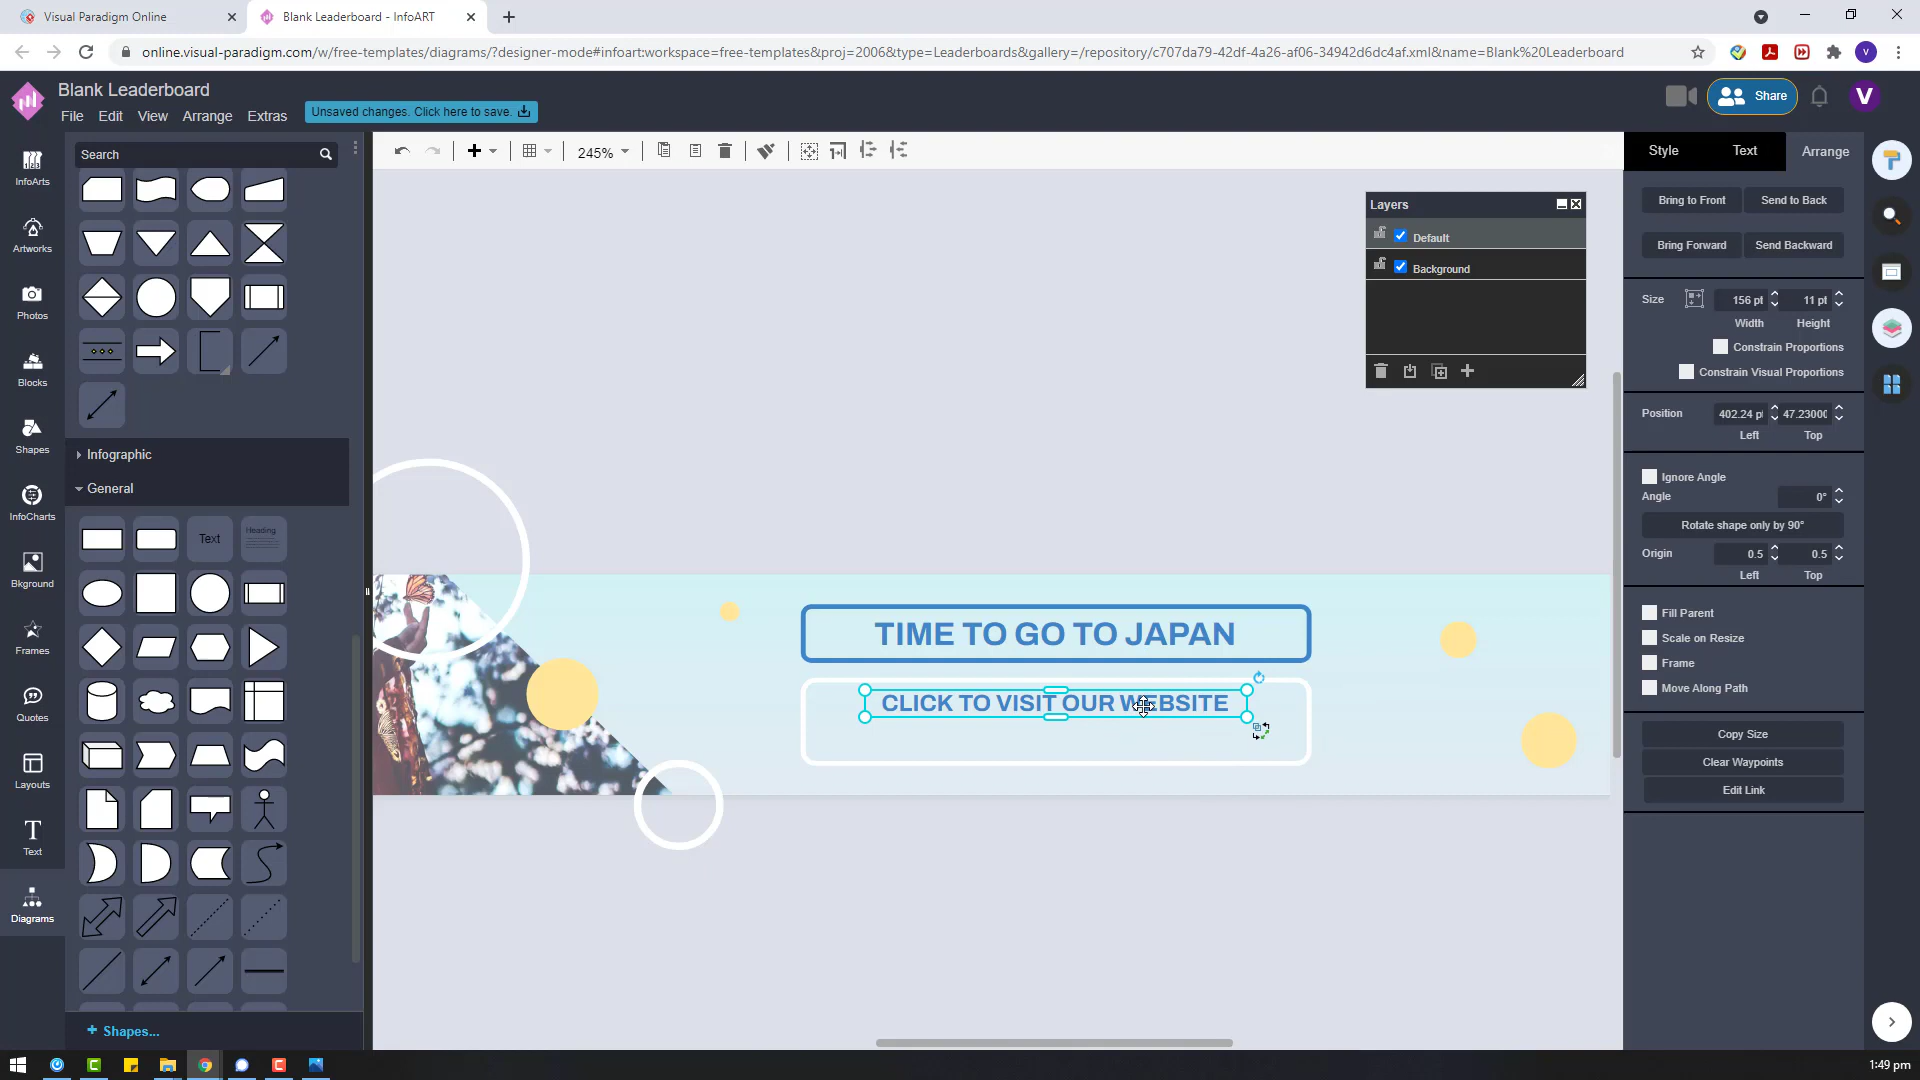 Visual Paradigm Online
Blank Leaderboard - InfoART
online.visual-paradigm.com/w/free-templates/diagrams/?designer-mode#infoart:workspace=free-templates&proj=2006&type=Leaderboards&gallery=/repository/c707da79-42df-4a26-af06-34942d6dc4af.xml&name=Blank%20Leaderboard
V
Blank Leaderboard
File Edit View Arrange Extras
Unsaved changes. Click here to save.
Share
V
InfoArts
Artworks
Photos
Blocks
Shapes
InfoCharts
Bkground
Frames
Quotes
Layouts
T
Text
Diagrams
Search
Infographic
General
Text
Heading
+ Shapes...
245%
Layers
Default
Background
TIME TO GO TO JAPAN
CLICK TO VISIT OUR WEBSITE
Style Text Arrange
Bring to Front Send to Back
Bring Forward Send Backward
Size 156 pt 11 pt
Width Height
Constrain Proportions
Constrain Visual Proportions
Position 402.24 pt 47.2300
Left Top
Ignore Angle
Angle 0°
Rotate shape only by 90°
Origin 0.5 0.5
Left Top
Fill Parent
Scale on Resize
Frame
Move Along Path
Copy Size
Clear Waypoints
Edit Link
1:49 pm